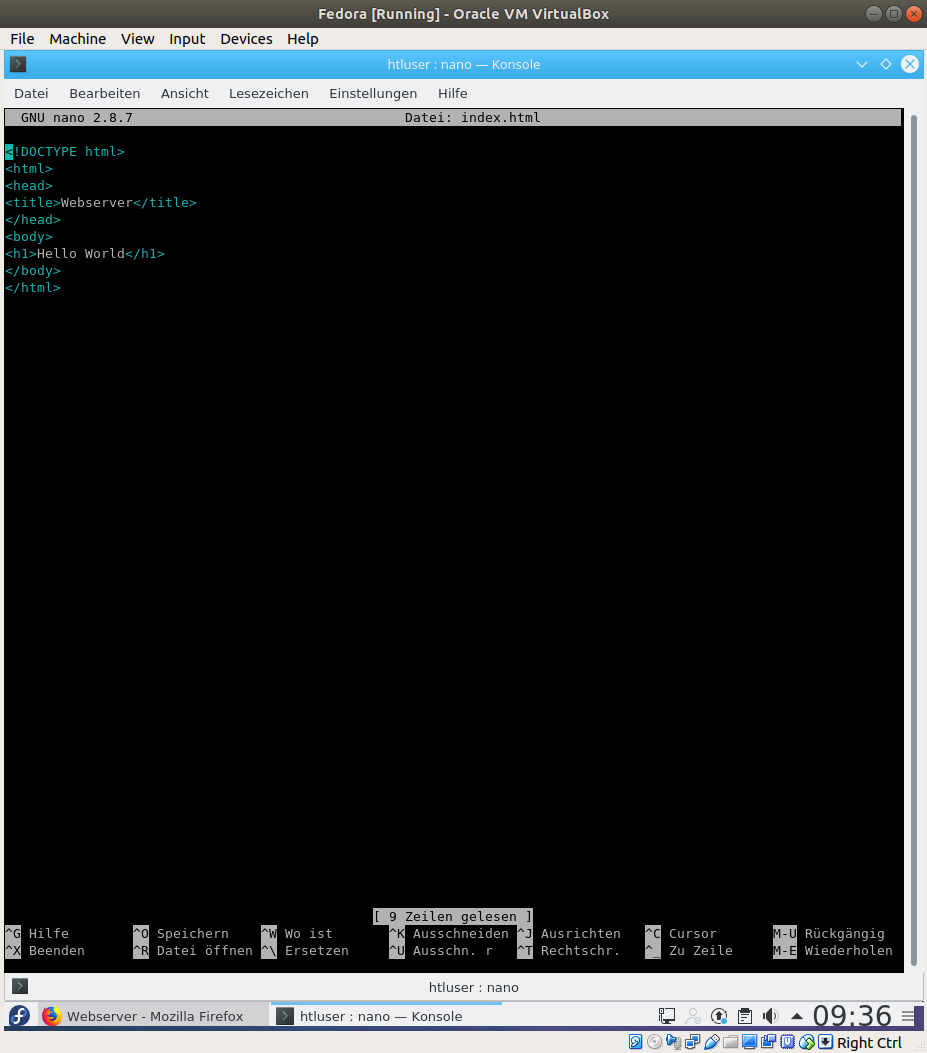 Fedora [Running] - Oracle VM VirtualBox
File Machine View Input Devices Help
htluser : nano — Konsole
Datei Bearbeiten Ansicht Lesezeichen Einstellungen Hilfe
GNU nano 2.8.7 Datei: index.html
<!DOCTYPE html>
<html>
<head>
<title>Webserver</title>
</head>
<body>
<h1>Hello World</h1>
</body>
</html>
[ 9 Zeilen gelesen ]
^G Hilfe ^O Speichern ^W Wo ist ^K Ausschneiden ^J Ausrichten ^C Cursor M-U Rückgängig
^X Beenden ^R Datei öffnen ^\ Ersetzen ^U Ausschn. r ^T Rechtschr. ^_ Zu Zeile M-E Wiederholen
htluser : nano
Webserver - Mozilla Firefox htluser : nano — Konsole 09:36
Right Ctrl